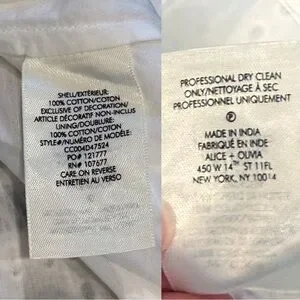 SHELL/EXTÉRIEUR:
100% COTTON/COTON
EXCLUSIVE OF DECORATION/
ARTICLE DÉCORATIF NON-INCLUS
LINING/DOUBLURE:
100% COTTON/COTON
STYLE#/NUMÉRO DE MODÈLE:
CC004D47524
PO# 121777
RN# 107677
CARE ON REVERSE
ENTRETIEN AU VERSO
PROFESSIONAL DRY CLEAN
ONLY/NETTOYAGE À SEC
PROFESSIONNEL UNIQUEMENT
P
MADE IN INDIA
FABRIQUÉ EN INDE
ALICE + OLIVIA
450 W 14TH ST 11FL
NEW YORK, NY 10014